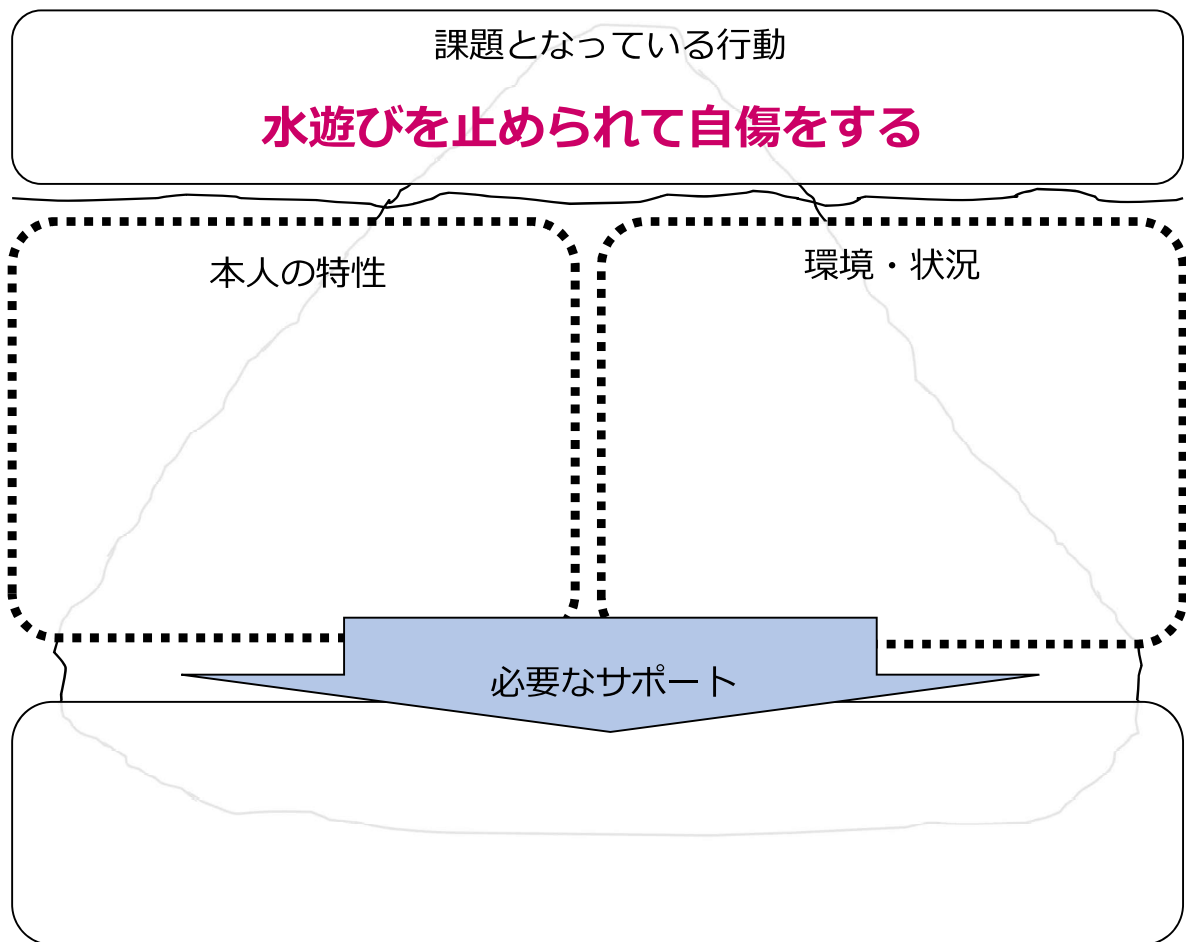 課題となっている行動
水遊びを止められて自傷をする
本人の特性
環境・状況
必要なサポート